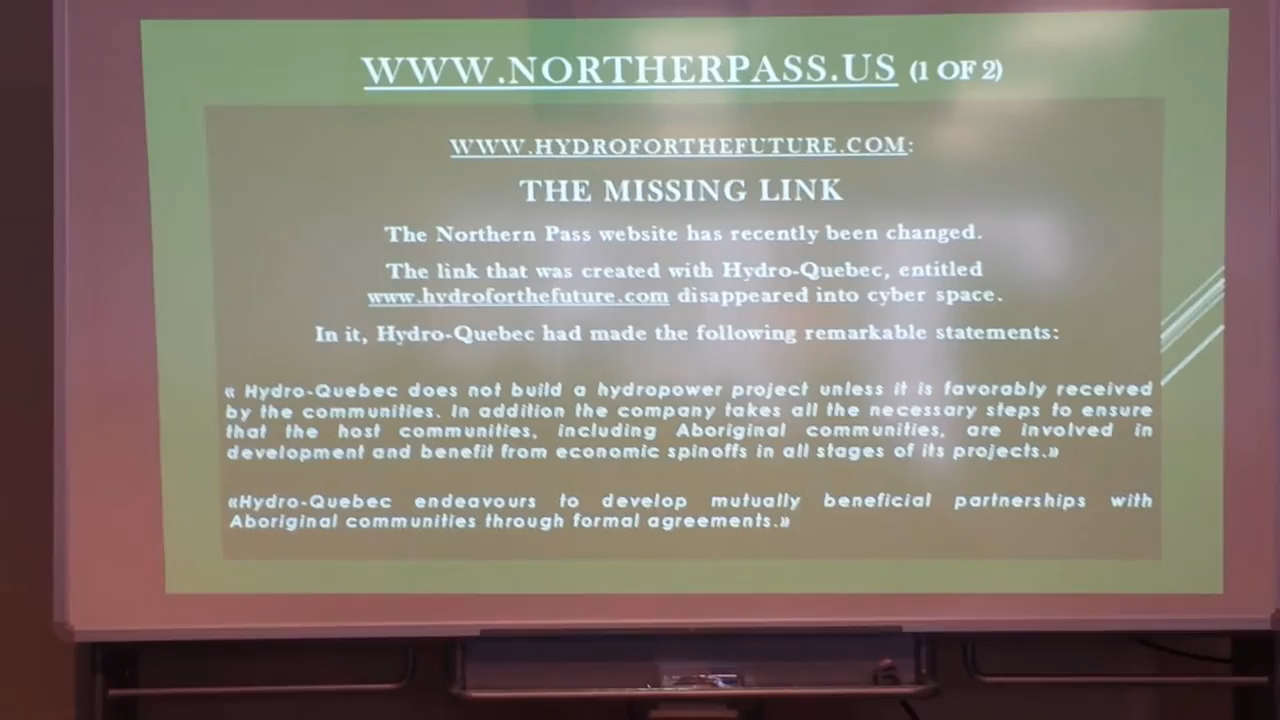 WWW.NORTHERPASS.US (1 OF 2)
WWW.HYDROFORTHEFUTURE.COM:
THE MISSING LINK
The Northern Pass website has recently been changed.
The link that was created with Hydro-Quebec, entitled
www.hydroforthefuture.com disappeared into cyber space.
In it, Hydro-Quebec had made the following remarkable statements:
« Hydro-Quebec does not build a hydropower project unless it is favorably received
by the communities. In addition the company takes all the necessary steps to ensure
that the host communities, including Aboriginal communities, are involved in
development and benefit from economic spinoffs in all stages of its projects.»
«Hydro-Quebec endeavours to develop mutually beneficial partnerships with
Aboriginal communities through formal agreements.»